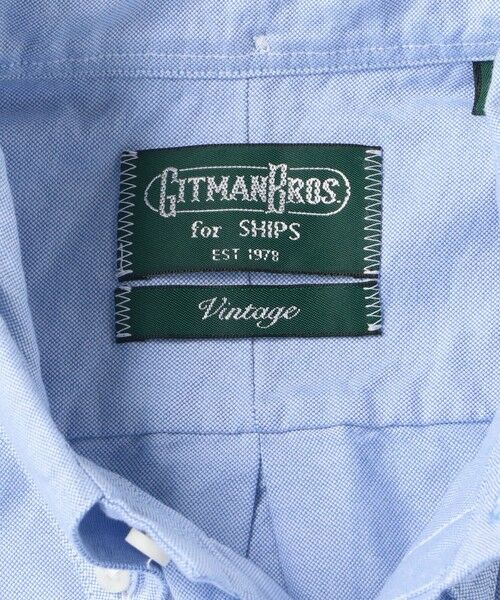 GITMAN BROS.
for SHIPS
EST 1978
Vintage